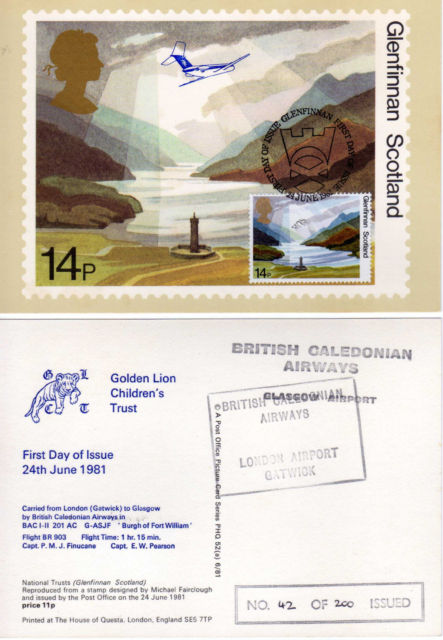 Glenfinnan Scotland
FIRST DAY OF ISSUE GLENFINNAN FIRST DAY OF ISSUE
24 JUNE 1981
Glenfinnan Scotland
14P
14P
G L
C T
Golden Lion
Children's
Trust
BRITISH CALEDONIAN
AIRWAYS
GLASGOW AIRPORT
BRITISH CALEDONIAN
AIRWAYS
LONDON AIRPORT
GATWICK
First Day of Issue
24th June 1981
© A Post Office Picture Card Series PHQ 52(a) 6/81
Carried from London (Gatwick) to Glasgow
by British Caledonian Airways in
BAC I-II 201 AC G-ASJF 'Burgh of Fort William'
Flight BR 903 Flight Time: 1 hr. 15 min.
Capt. P. M. J. Finucane Capt. E. W. Pearson
National Trusts (Glenfinnan Scotland)
Reproduced from a stamp designed by Michael Fairclough
and issued by the Post Office on the 24 June 1981
price 11p
Printed at The House of Questa, London, England SE5 7TP
NO. 42 OF 200 ISSUED